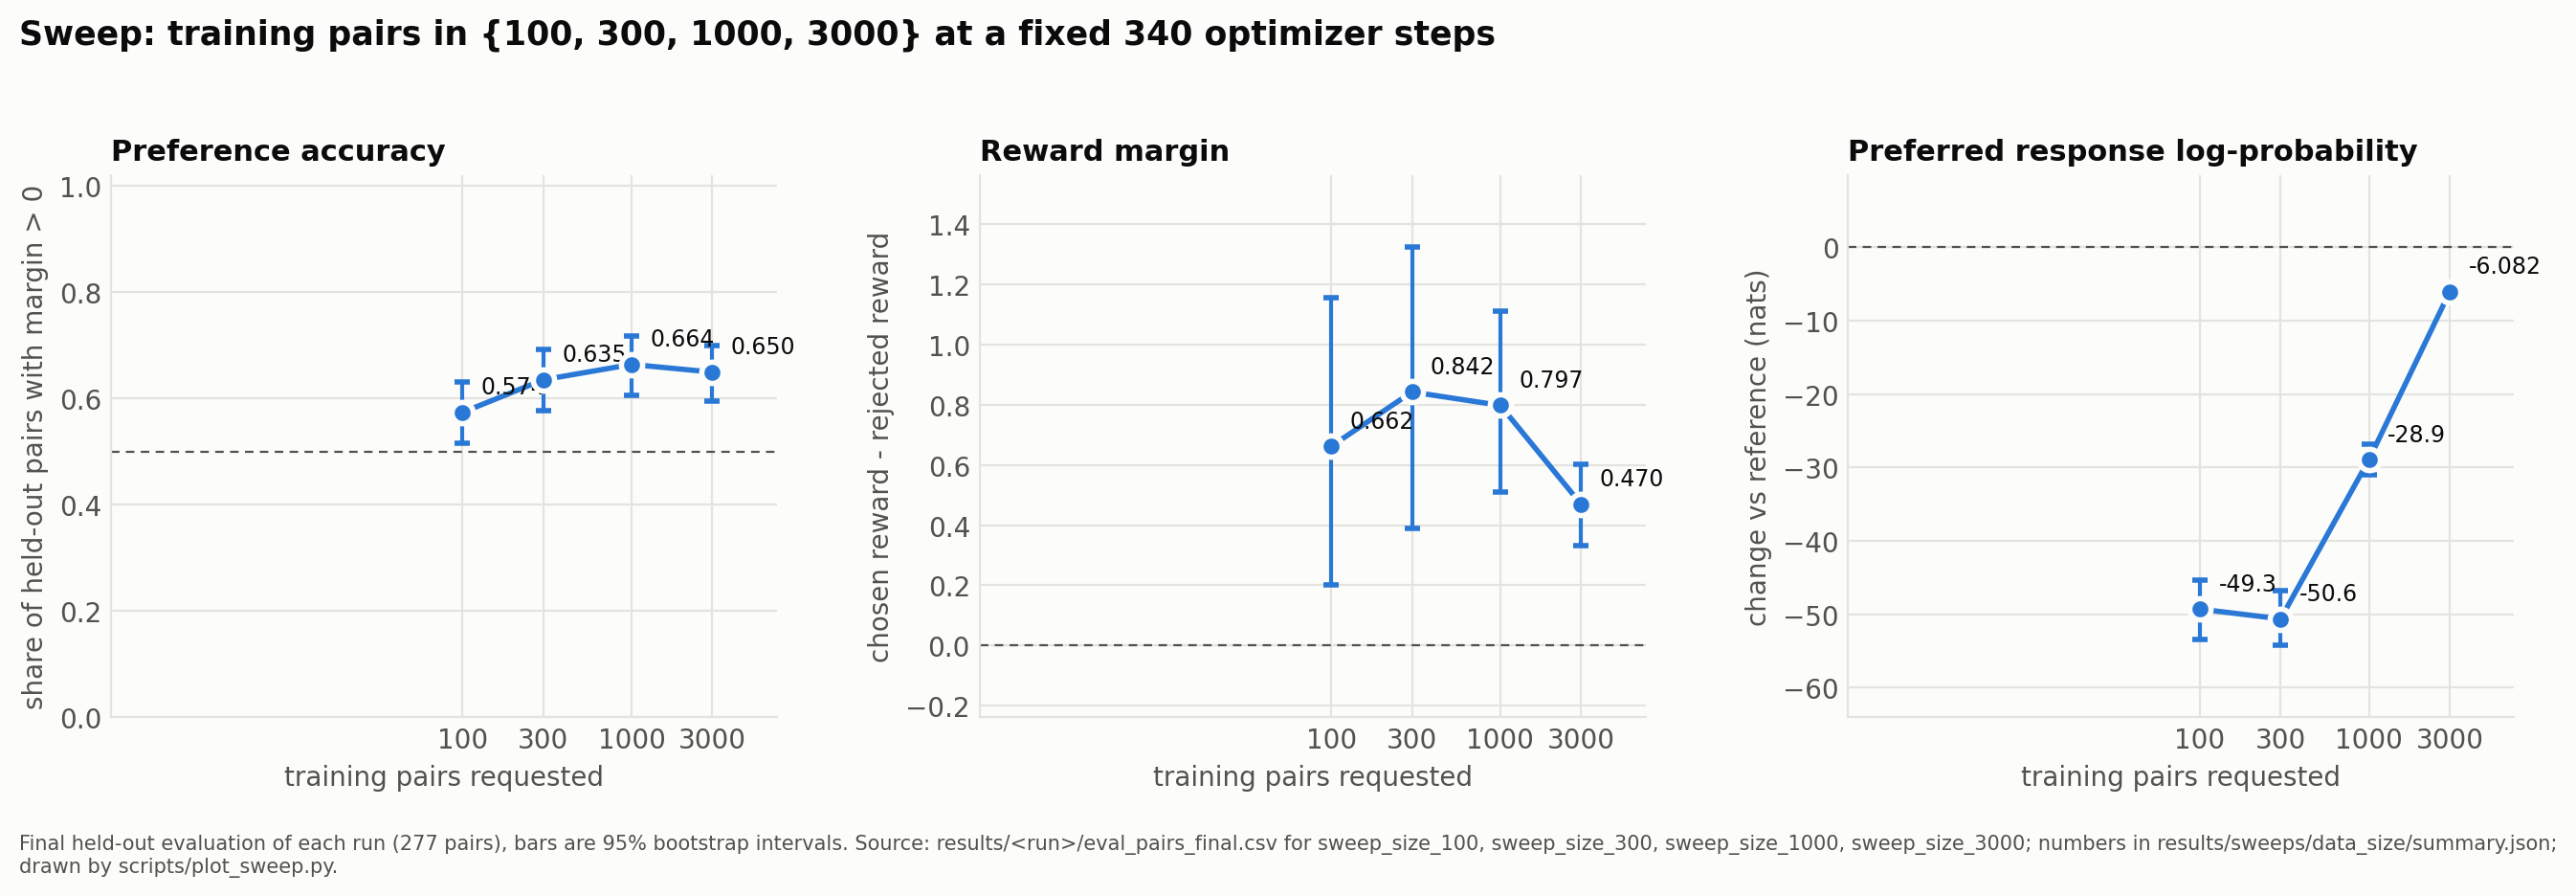 Sweep: training pairs in {100, 300, 1000, 3000} at a fixed 340 optimizer steps
Preference accuracy
share of held-out pairs with margin > 0
1.0
0.8
0.6
0.4
0.2
0.0
0.635
0.664
0.650
100 300 1000 3000
training pairs requested
Reward margin
chosen reward - rejected reward
1.4
1.2
1.0
0.8
0.6
0.4
0.2
0.0
−0.2
0.662
0.842
0.797
0.470
100 300 1000 3000
training pairs requested
Preferred response log-probability
change vs reference (nats)
0
−10
−20
−30
−40
−50
−60
-49.3
-50.6
-28.9
-6.082
100 300 1000 3000
training pairs requested
Final held-out evaluation of each run (277 pairs), bars are 95% bootstrap intervals. Source: results/<run>/eval_pairs_final.csv for sweep_size_100, sweep_size_300, sweep_size_1000, sweep_size_3000; numbers in results/sweeps/data_size/summary.json;
drawn by scripts/plot_sweep.py.